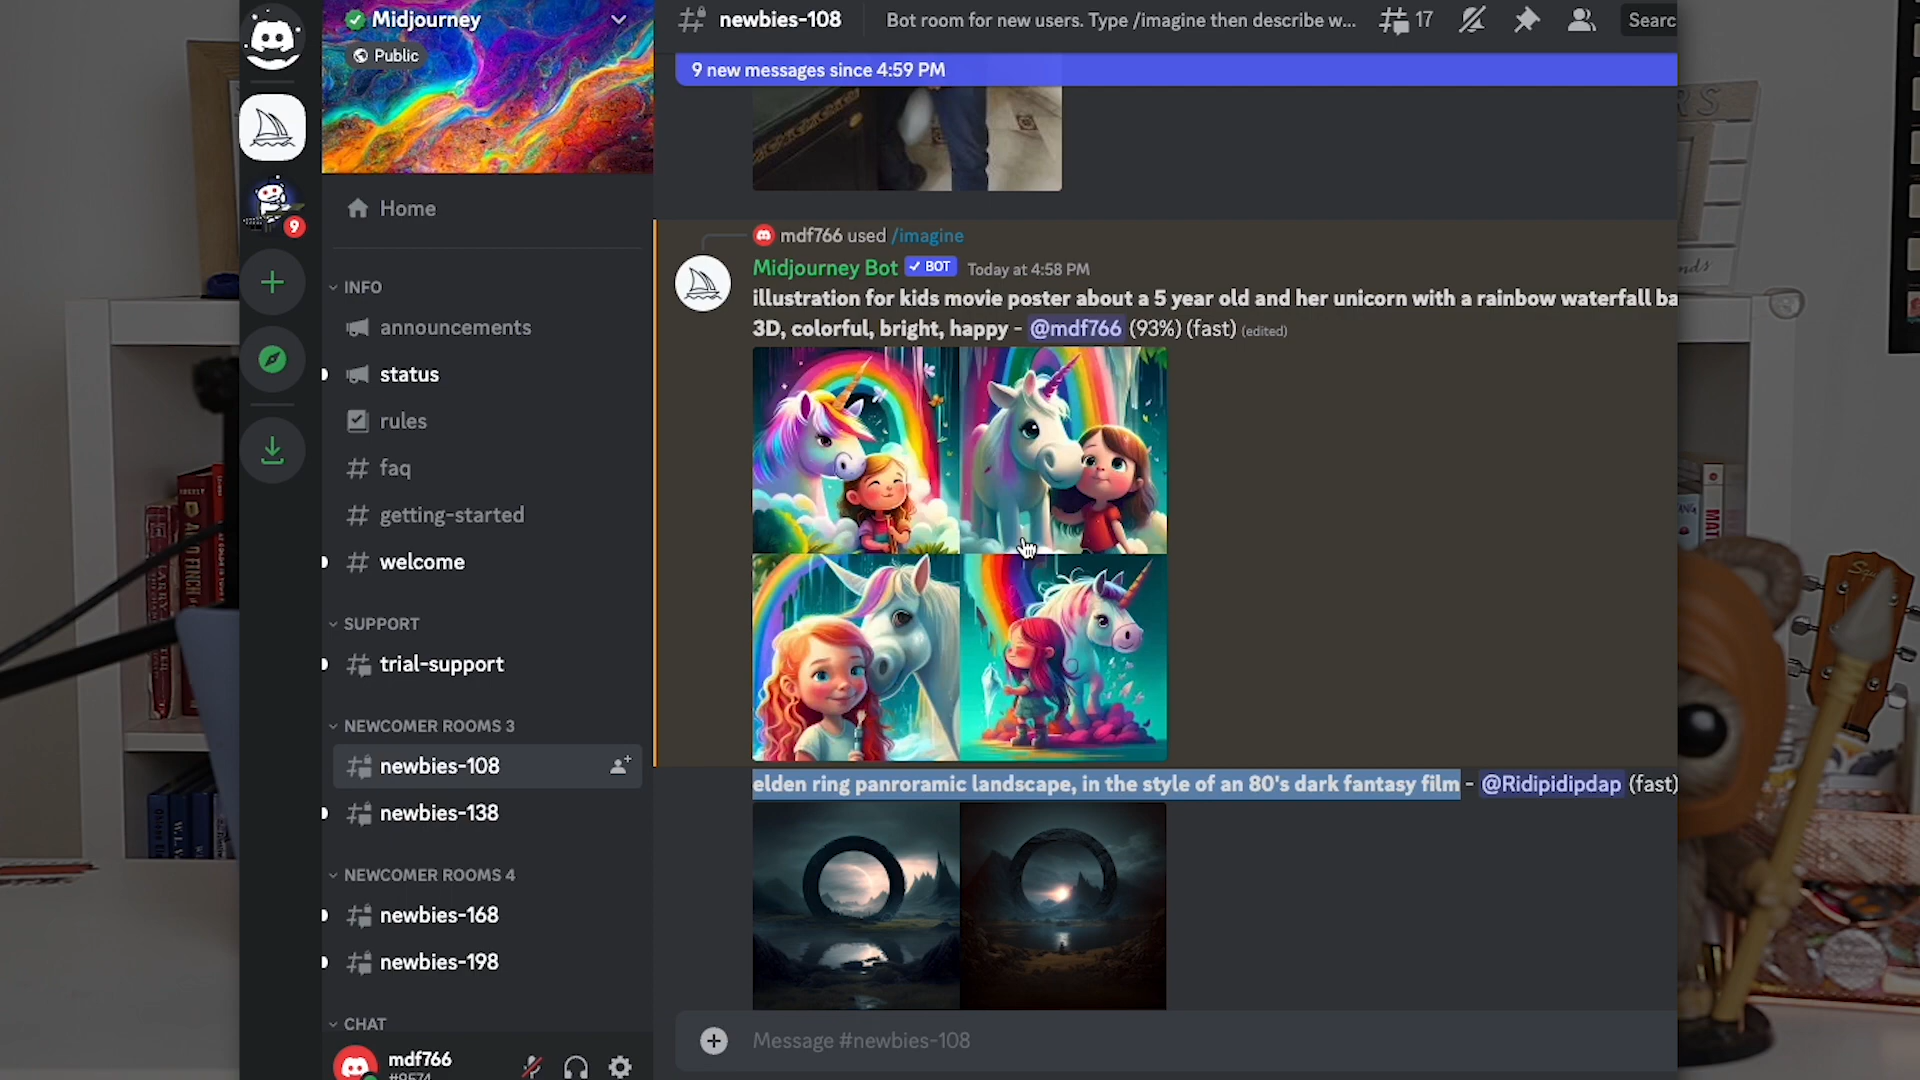 Midjourney
Public
Home
INFO
announcements
status
rules
faq
getting-started
welcome
SUPPORT
trial-support
NEWCOMER ROOMS 3
newbies-108
newbies-138
NEWCOMER ROOMS 4
newbies-168
newbies-198
CHAT
mdf766
9
newbies-108
Bot room for new users. Type /imagine then describe w...
17
Searc
9 new messages since 4:59 PM
mdf766 used /imagine
Midjourney Bot ✓ BOT Today at 4:58 PM
illustration for kids movie poster about a 5 year old and her unicorn with a rainbow waterfall ba
3D, colorful, bright, happy - @mdf766 (93%) (fast) (edited)
elden ring panroramic landscape, in the style of an 80's dark fantasy film - @Ridipidipdap (fast)
Message #newbies-108